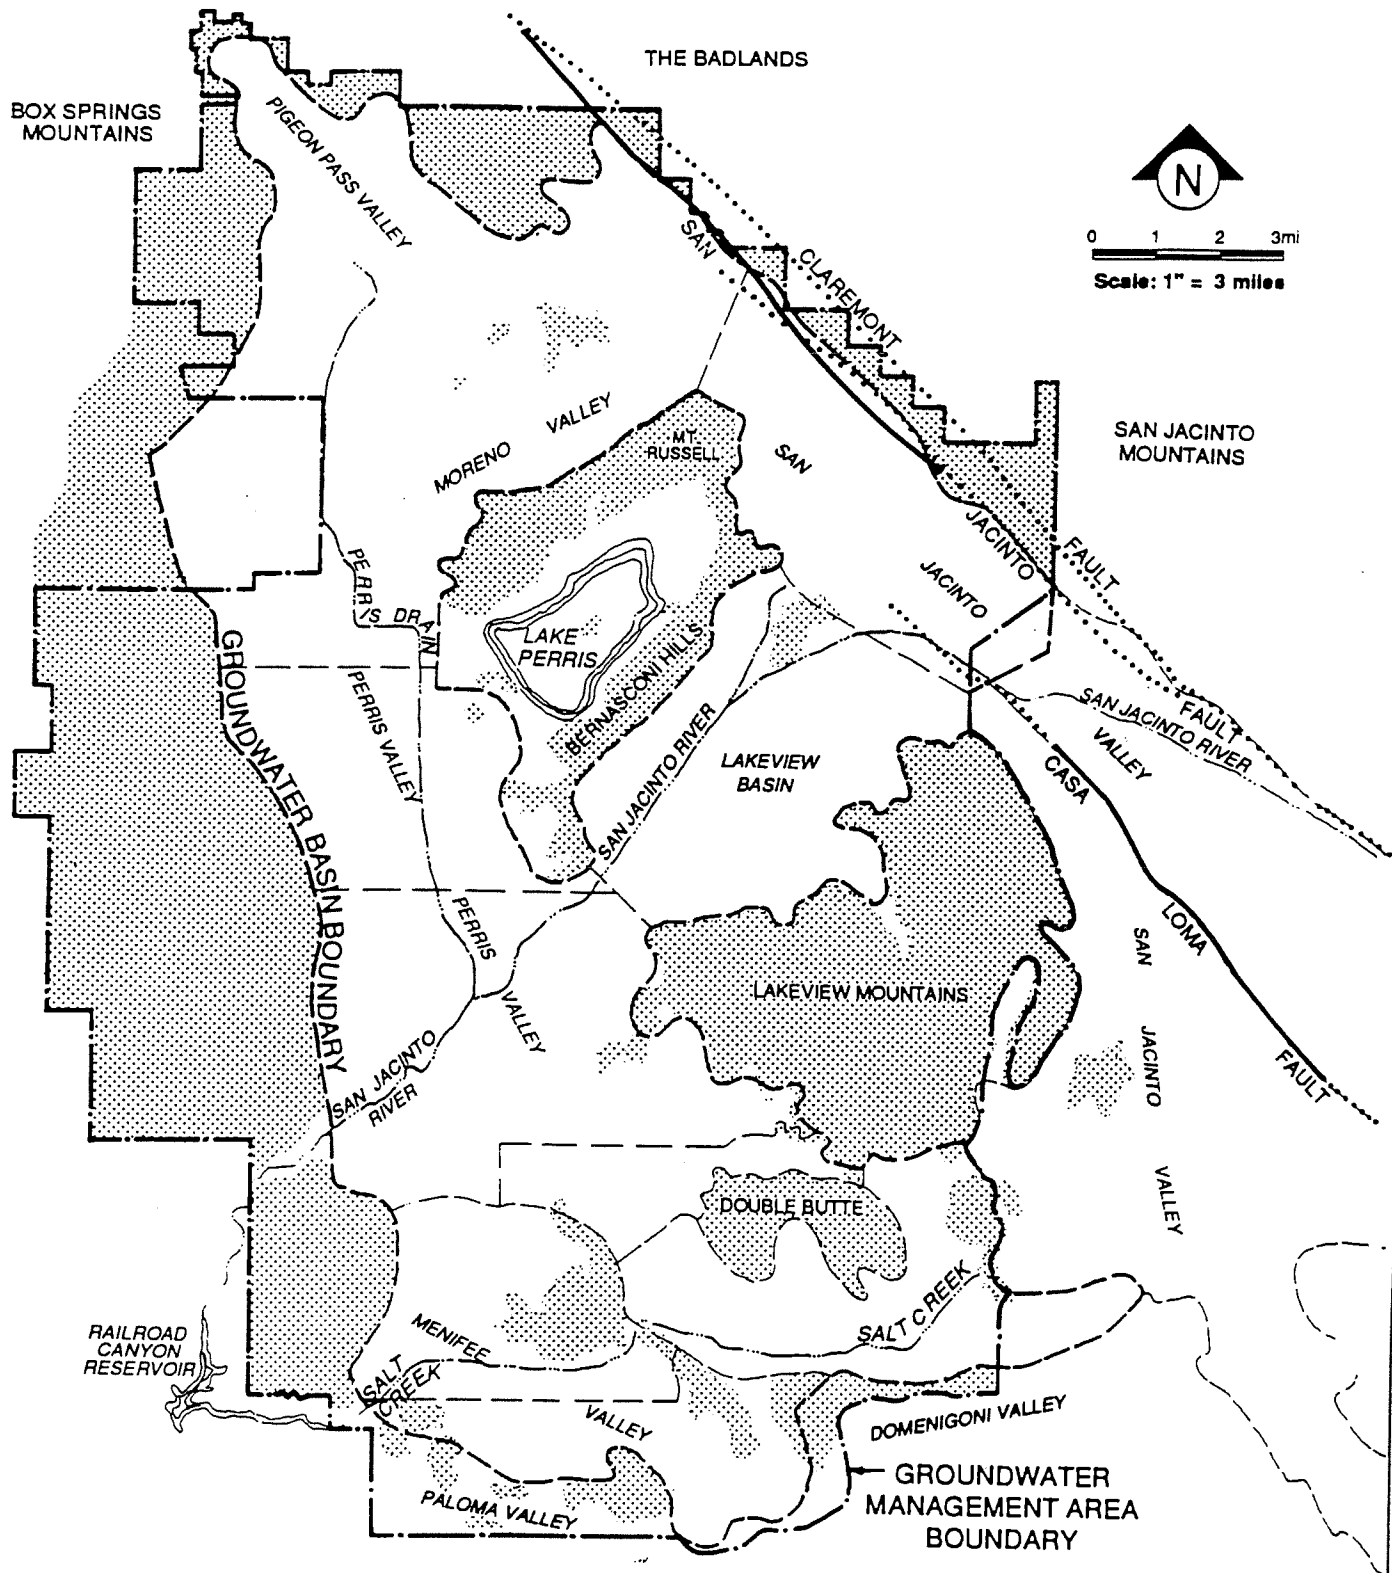 THE BADLANDS
BOX SPRINGS
MOUNTAINS
PIGEON PASS VALLEY
N
0 1 2 3mi
Scale: 1" = 3 miles
SAN
CLAREMONT
MORENO VALLEY
MT.
RUSSELL
SAN
SAN JACINTO
MOUNTAINS
JACINTO
FAULT
JACINTO
PERRIS DRAIN
LAKE
PERRIS
BERNASCONI HILLS
GROUNDWATER BASIN BOUNDARY
PERRIS VALLEY
SAN JACINTO RIVER
LAKEVIEW
BASIN
SAN JACINTO RIVER
FAULT
VALLEY
CASA
LOMA
FAULT
PERRIS
VALLEY
LAKEVIEW MOUNTAINS
SAN
JACINTO
VALLEY
SAN JACINTO
RIVER
DOUBLE BUTTE
SALT CREEK
MENIFEE
VALLEY
RAILROAD
CANYON
RESERVOIR
SALT
CREEK
DOMENIGONI VALLEY
PALOMA VALLEY
GROUNDWATER
MANAGEMENT AREA
BOUNDARY